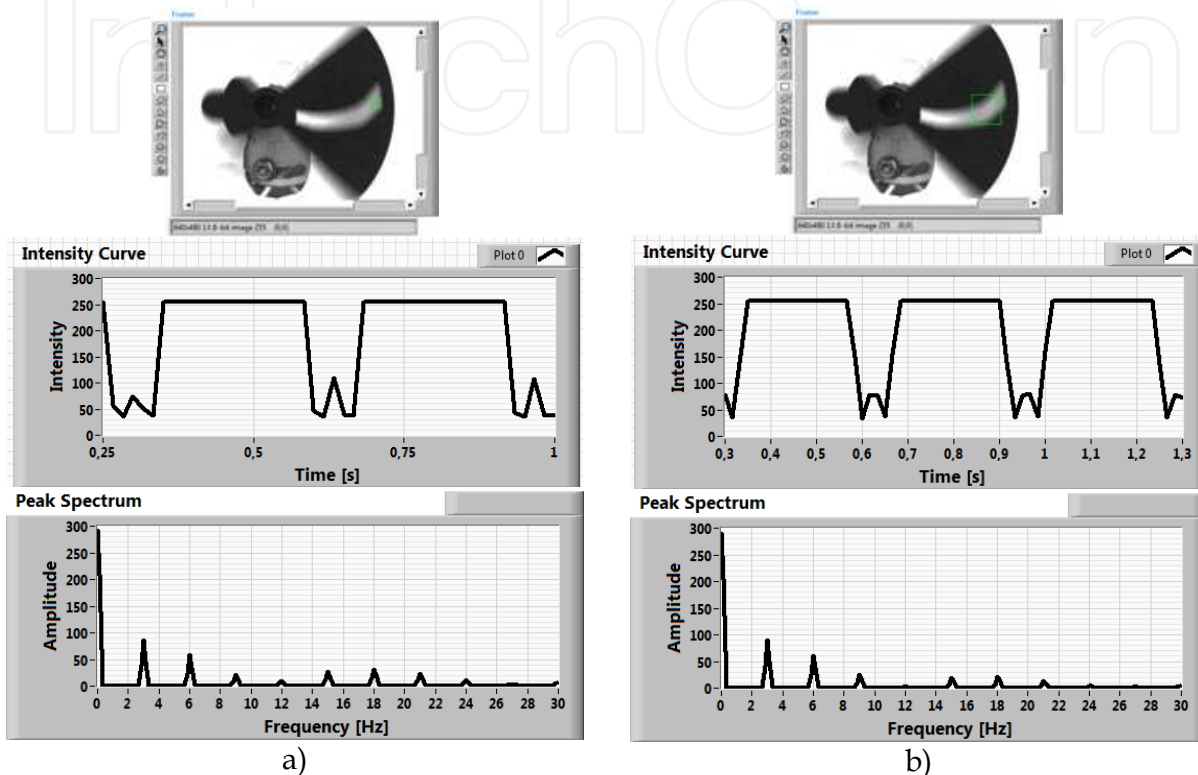 InTechOpen
Intensity Curve
Plot 0
300
250
200
150
100
50
0
Intensity
0,25 0,5 0,75 1
Time [s]
Peak Spectrum
300
250
200
150
100
50
0
Amplitude
0 2 4 6 8 10 12 14 16 18 20 22 24 26 28 30
Frequency [Hz]
a)
Intensity Curve
Plot 0
300
250
200
150
100
50
0
Intensity
0,3 0,4 0,5 0,6 0,7 0,8 0,9 1 1,1 1,2 1,3
Time [s]
Peak Spectrum
300
250
200
150
100
50
0
Amplitude
0 2 4 6 8 10 12 14 16 18 20 22 24 26 28 30
Frequency [Hz]
b)